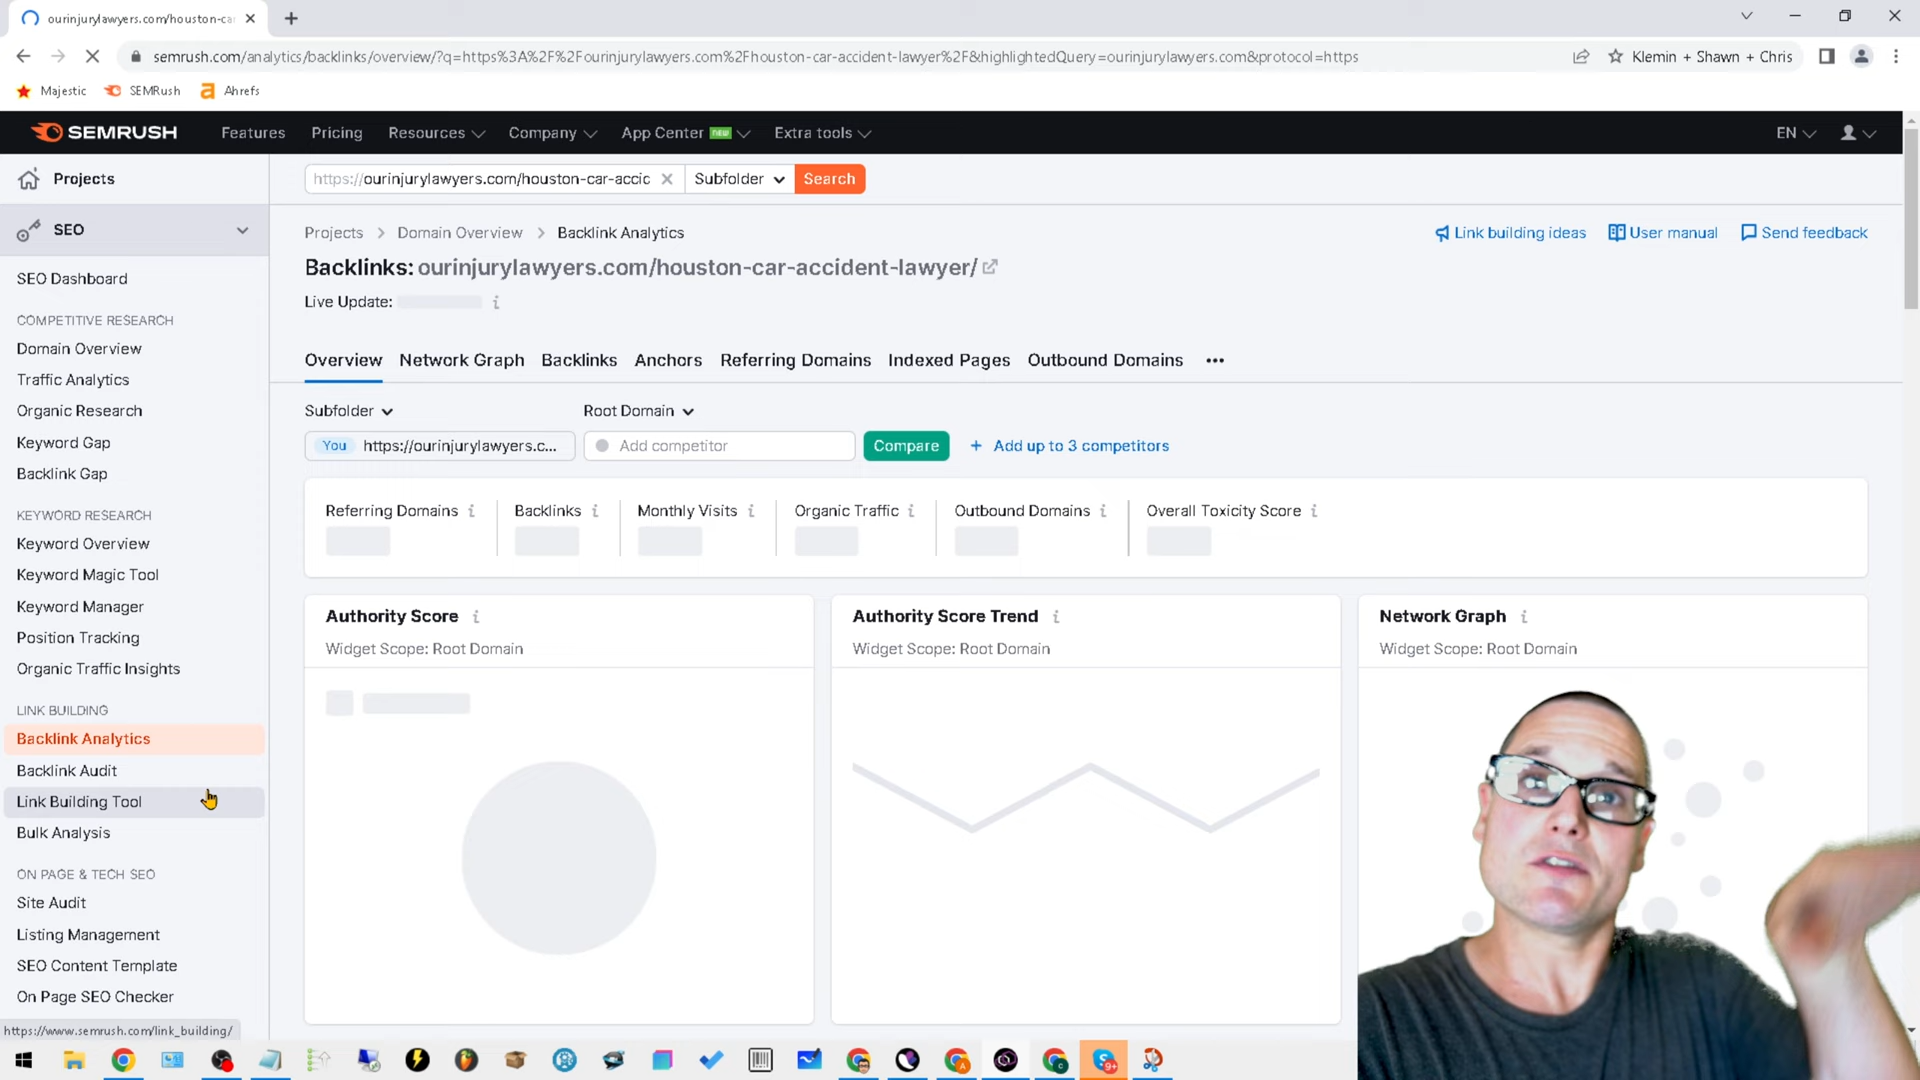 ourinjurylawyers.com/houston-ca
semrush.com/analytics/backlinks/overview/?q=https%3A%2F%2Fourinjurylawyers.com%2Fhouston-car-accident-lawyer%2F&highlightedQuery=ourinjurylawyers.com&protocol=https
Klemin + Shawn + Chris
Majestic SEMRush Ahrefs
SEMRUSH Features Pricing Resources Company App Center NEW Extra tools EN
Projects
https://ourinjurylawyers.com/houston-car-accic Subfolder Search
SEO
Projects > Domain Overview > Backlink Analytics
Link building ideas User manual Send feedback
Backlinks: ourinjurylawyers.com/houston-car-accident-lawyer/
Live Update:
SEO Dashboard
COMPETITIVE RESEARCH
Domain Overview
Traffic Analytics
Organic Research
Keyword Gap
Backlink Gap
KEYWORD RESEARCH
Keyword Overview
Keyword Magic Tool
Keyword Manager
Position Tracking
Organic Traffic Insights
LINK BUILDING
Backlink Analytics
Backlink Audit
Link Building Tool
Bulk Analysis
ON PAGE & TECH SEO
Site Audit
Listing Management
SEO Content Template
On Page SEO Checker
https://www.semrush.com/link_building/
Overview Network Graph Backlinks Anchors Referring Domains Indexed Pages Outbound Domains •••
Subfolder Root Domain
You https://ourinjurylawyers.c... Add competitor Compare + Add up to 3 competitors
Referring Domains Backlinks Monthly Visits Organic Traffic Outbound Domains Overall Toxicity Score
Authority Score
Widget Scope: Root Domain
Authority Score Trend
Widget Scope: Root Domain
Network Graph
Widget Scope: Root Domain
9+